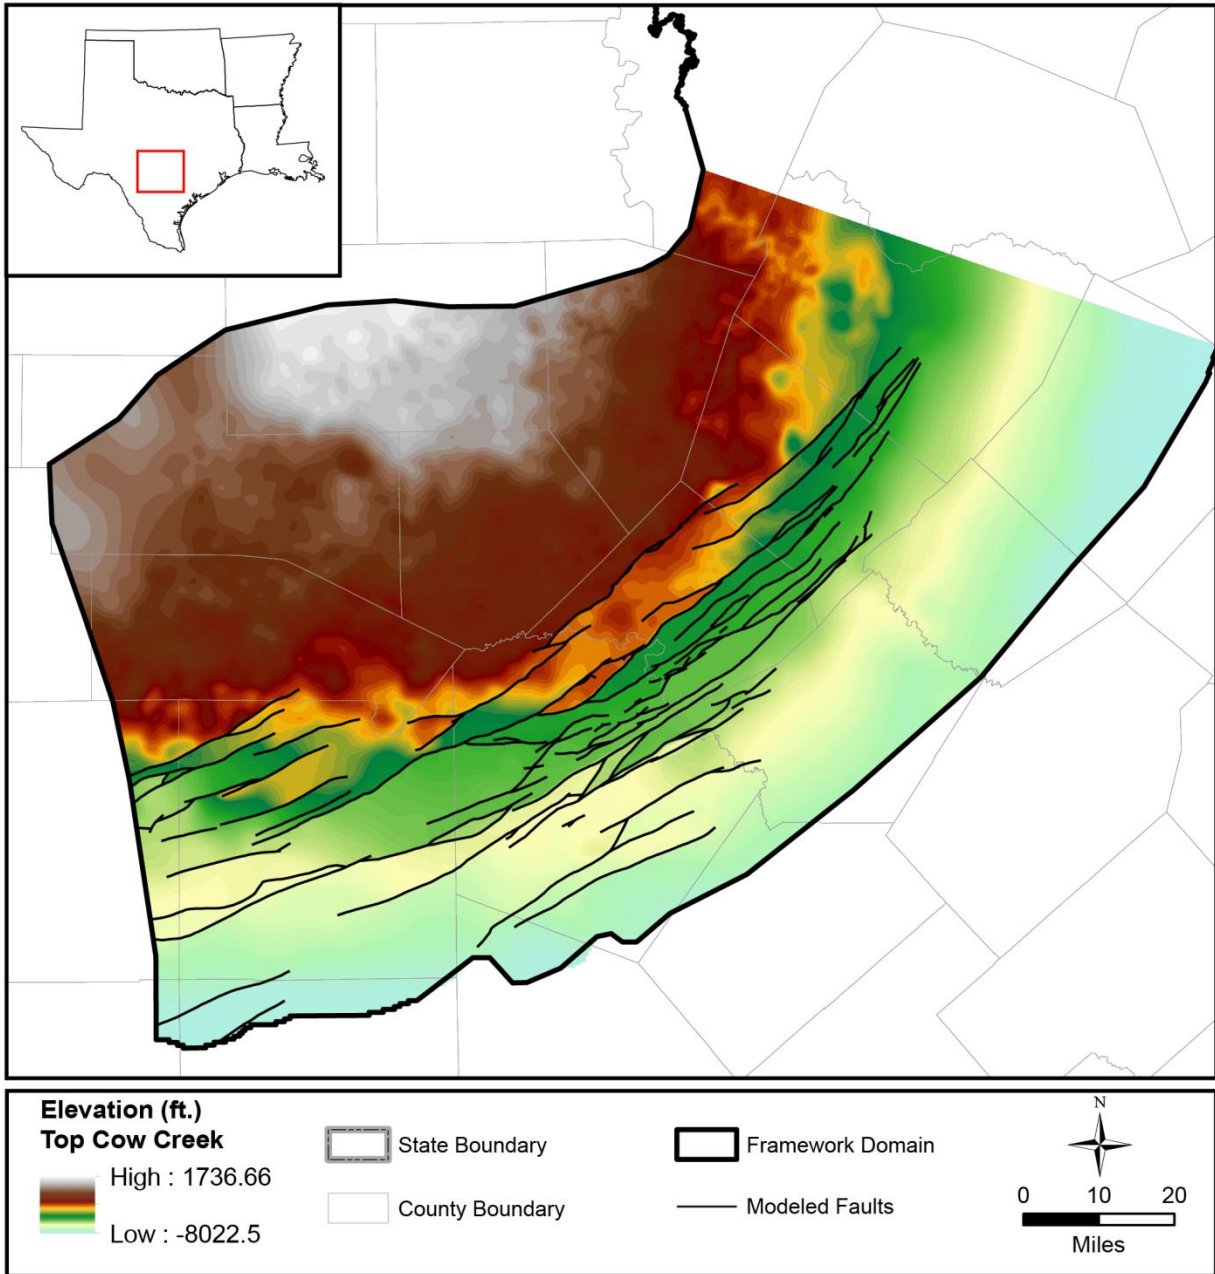 Elevation (ft.)
Top Cow Creek
High : 1736.66
Low : -8022.5
State Boundary
County Boundary
Framework Domain
Modeled Faults
N
0 10 20
Miles